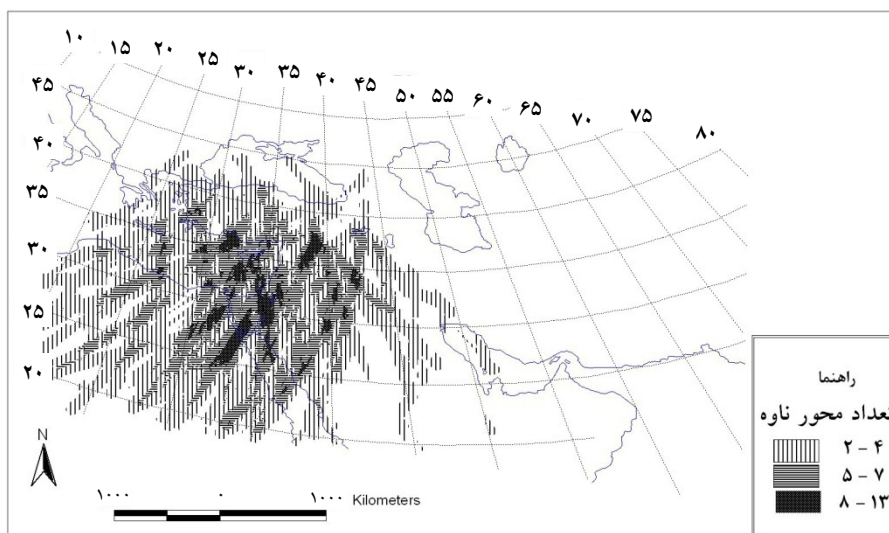 ۱۰ ۱۵ ۲۰ ۲۵ ۳۰ ۳۵ ۴۰ ۴۵ ۵۰ ۵۵ ۶۰ ۶۵ ۷۰ ۷۵ ۸۰
۴۵
۴۰
۳۵
۳۰
۲۵
۲۰
راهنما
تعداد محور ناوه
۲ - ۴
۵ - ۷
۸ - ۱۳
N
۱۰۰۰ ۰ ۱۰۰۰ Kilometers